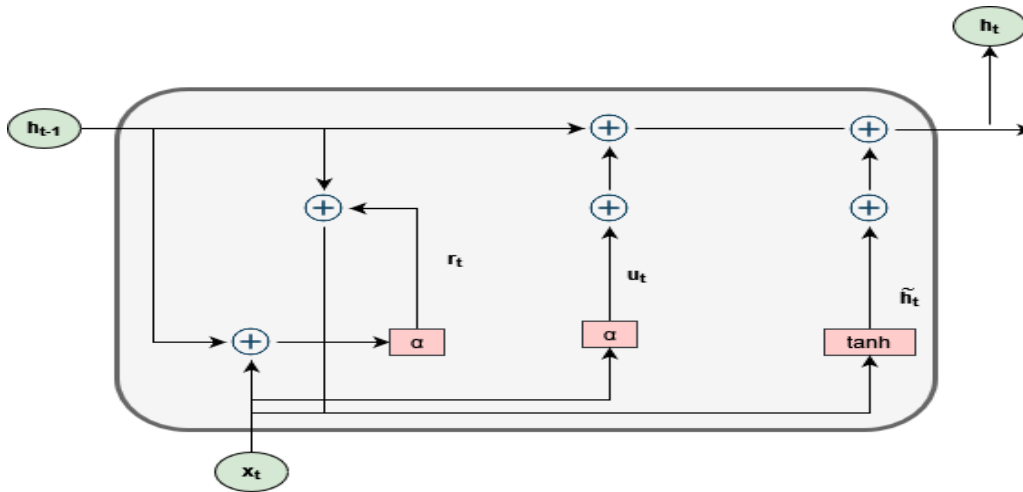 hₜ
hₜ₋₁
+
+
+
+
+
rₜ
uₜ
h̃ₜ
+
α
α
tanh
xₜ